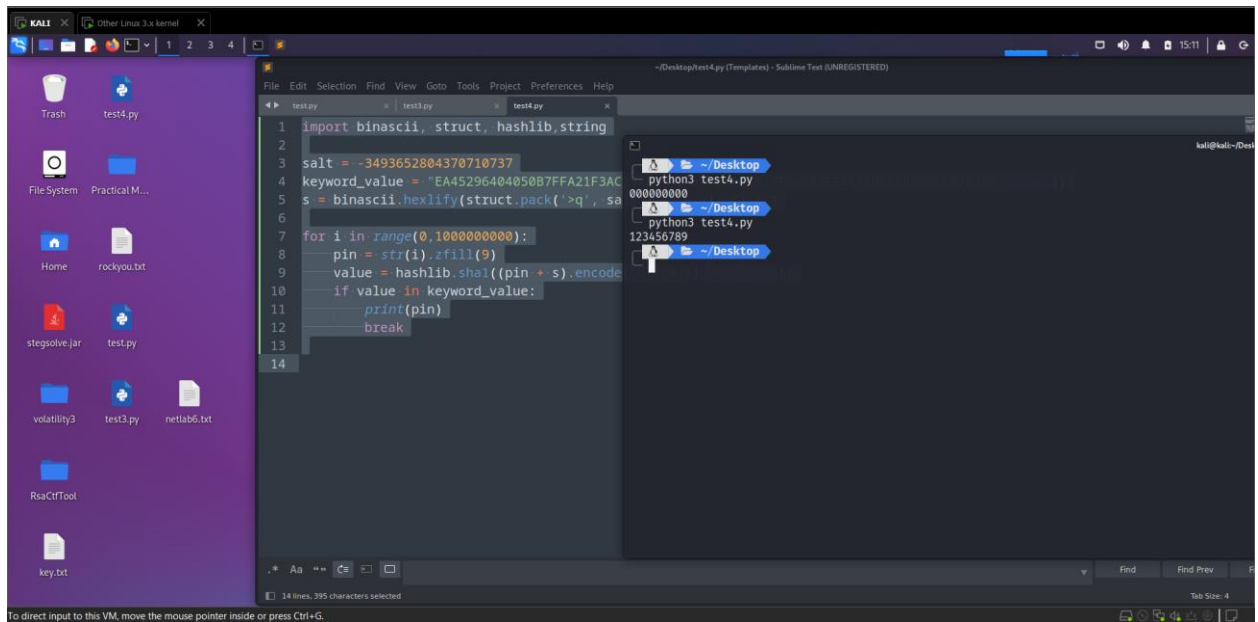 KALI × Other Linux 3.x kernel ×
1 2 3 4 15:11
~/Desktop/test4.py (Templates) - Sublime Text (UNREGISTERED)
File Edit Selection Find View Goto Tools Project Preferences Help
test.py × test3.py × test4.py ×
1 import binascii, struct, hashlib,string
2
3 salt = -3493652804370710737
4 keyword_value = "EA45296404050B7FFA21F3AC
5 s = binascii.hexlify(struct.pack('>q', sa
6
7 for i in range(0,1000000000):
8 pin = str(i).zfill(9)
9 value = hashlib.sha1((pin + s).encode
10 if value in keyword_value:
11 print(pin)
12 break
13
14
kali@kali:~/Desk
~/Desktop
python3 test4.py
000000000
~/Desktop
python3 test4.py
123456789
~/Desktop
Trash
test4.py
File System
Practical M...
Home
rockyou.txt
stegsolve.jar
test.py
volatility3
test3.py
netlab6.txt
RsaCtfTool
key.txt
.* Aa "" Find Find Prev Fi
14 lines, 395 characters selected Tab Size: 4
To direct input to this VM, move the mouse pointer inside or press Ctrl+G.